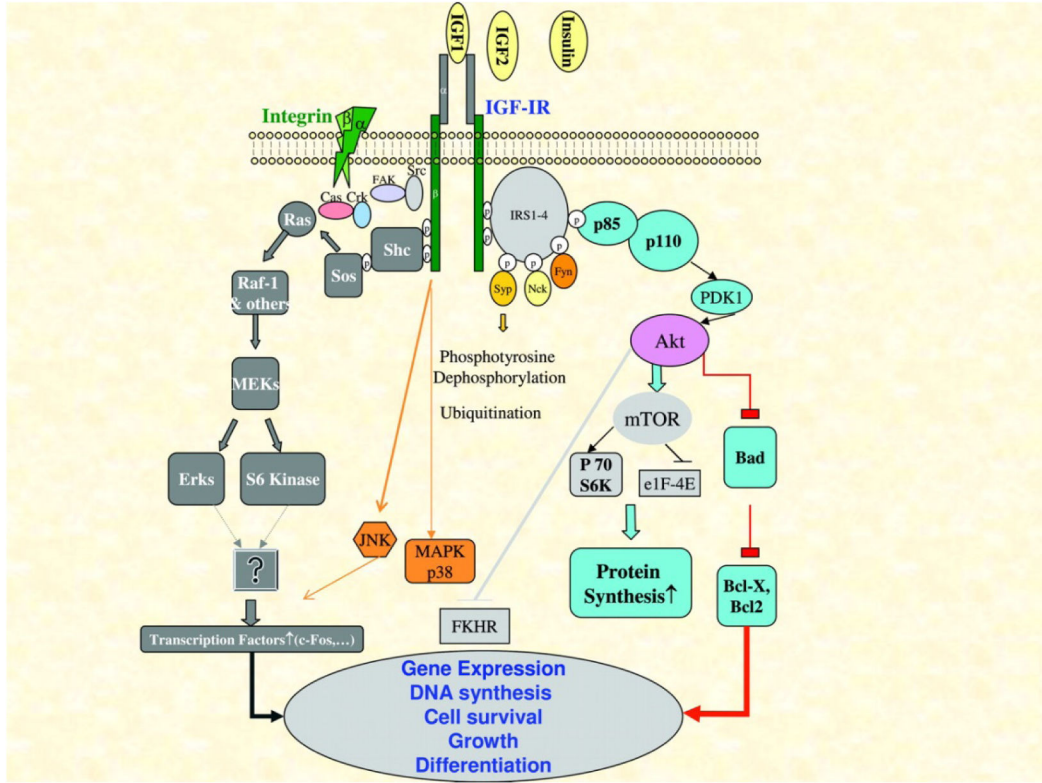 IGF1
IGF2
Insulin
α
IGF-IR
Integrin
β α
Src
FAK
Cas Crk
β
Ras
IRS1-4
P
P
P
p85
p110
Shc
P
P
P
Sos
P
P
Raf-1
& others
Syp
Nck
Fyn
PDK1
Akt
Phosphotyrosine
Dephosphorylation
Ubiquitination
MEKs
mTOR
Bad
Erks
S6 Kinase
P 70
S6K
e1F-4E
JNK
MAPK
p38
?
Protein
Synthesis↑
Bcl-X,
Bcl2
FKHR
Transcription Factors↑(c-Fos,...)
Gene Expression
DNA synthesis
Cell survival
Growth
Differentiation